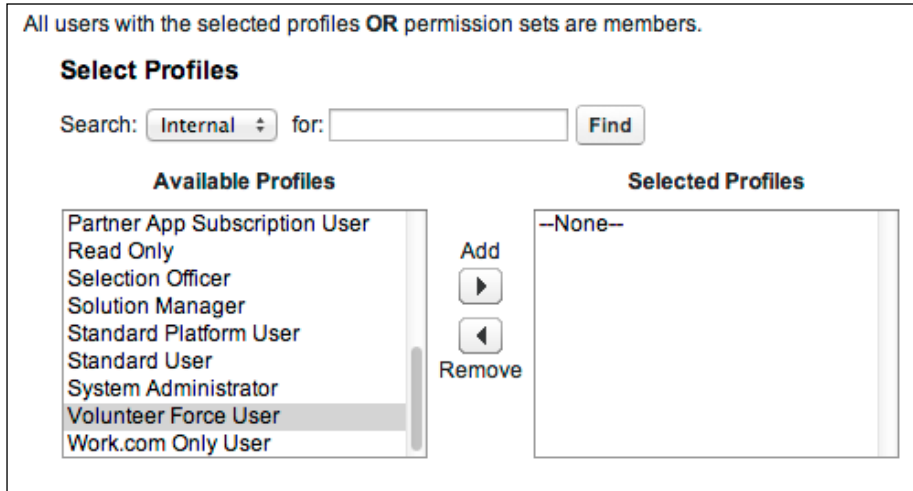 All users with the selected profiles OR permission sets are members.
Select Profiles
Search: Internal for: Find
Available Profiles
Selected Profiles
Partner App Subscription User
Read Only
Selection Officer
Solution Manager
Standard Platform User
Standard User
System Administrator
Volunteer Force User
Work.com Only User
Add
Remove
--None--